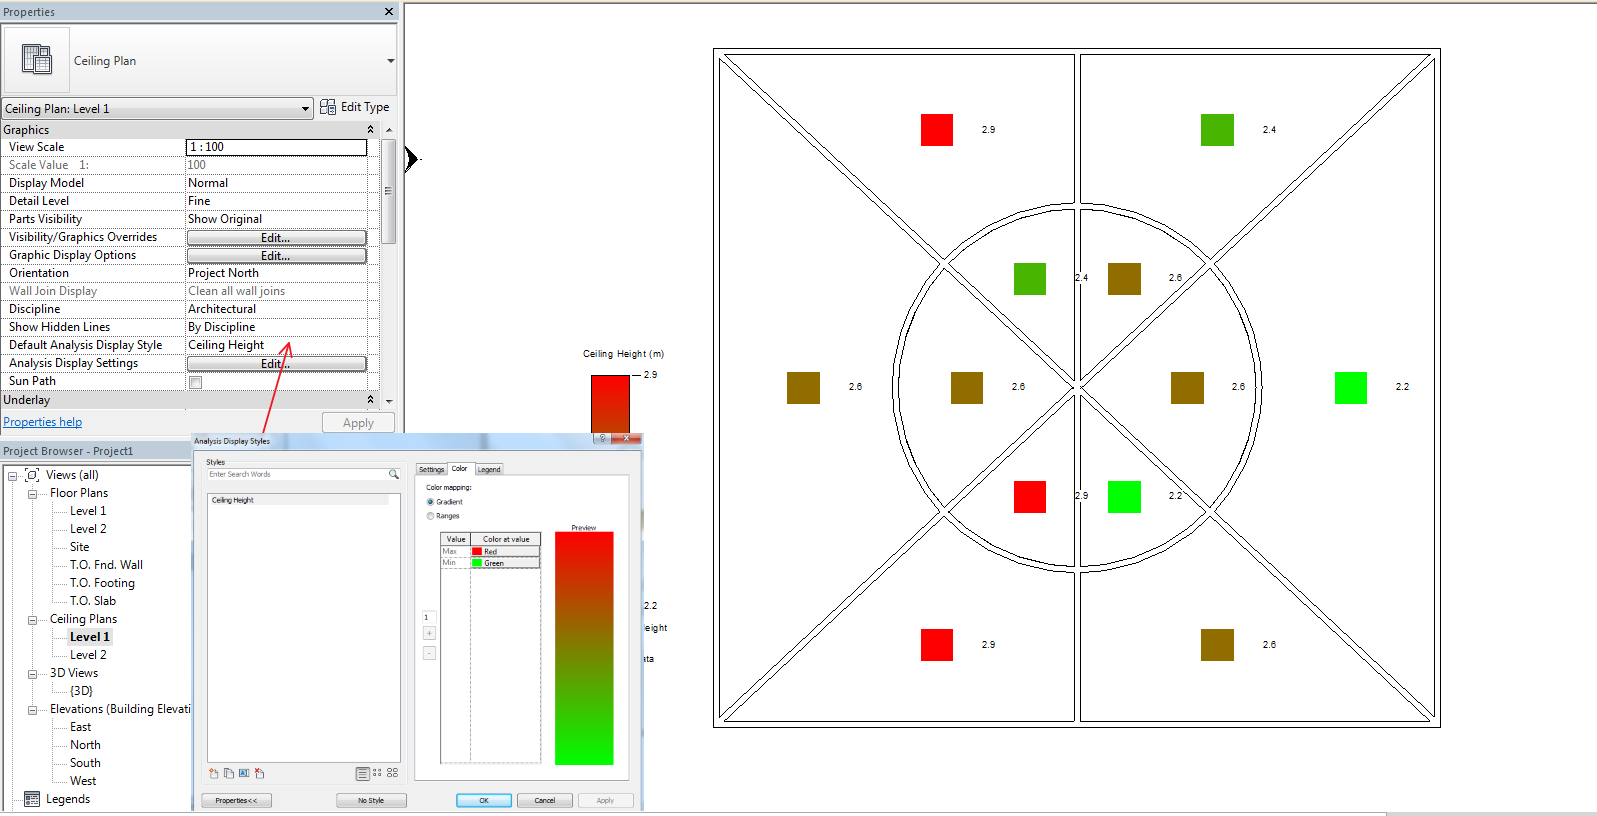 Properties
Ceiling Plan
Ceiling Plan: Level 1
Edit Type
Graphics
View Scale 1 : 100
Scale Value 1: 100
Display Model Normal
Detail Level Fine
Parts Visibility Show Original
Visibility/Graphics Overrides Edit...
Graphic Display Options Edit...
Orientation Project North
Wall Join Display Clean all wall joins
Discipline Architectural
Show Hidden Lines By Discipline
Default Analysis Display Style Ceiling Height
Analysis Display Settings Edit...
Sun Path
Underlay
Properties help
Apply
Project Browser - Project1
Views (all)
Floor Plans
Level 1
Level 2
Site
T.O. Fnd. Wall
T.O. Footing
T.O. Slab
Ceiling Plans
Level 1
Level 2
3D Views
{3D}
Elevations (Building Elevati
East
North
South
West
Legends
Analysis Display Styles
Styles
Enter Search Words
Ceiling Height
Properties<<
No Style
Settings Color Legend
Color mapping:
Gradient
Ranges
Value Color at value
Max Red
Min Green
1
+
-
Preview
OK
Cancel
Apply
Ceiling Height (m)
2.9
2.2
eight
ata
2.9
2.4
2.4
2.6
2.6
2.6
2.6
2.2
2.9
2.2
2.9
2.6